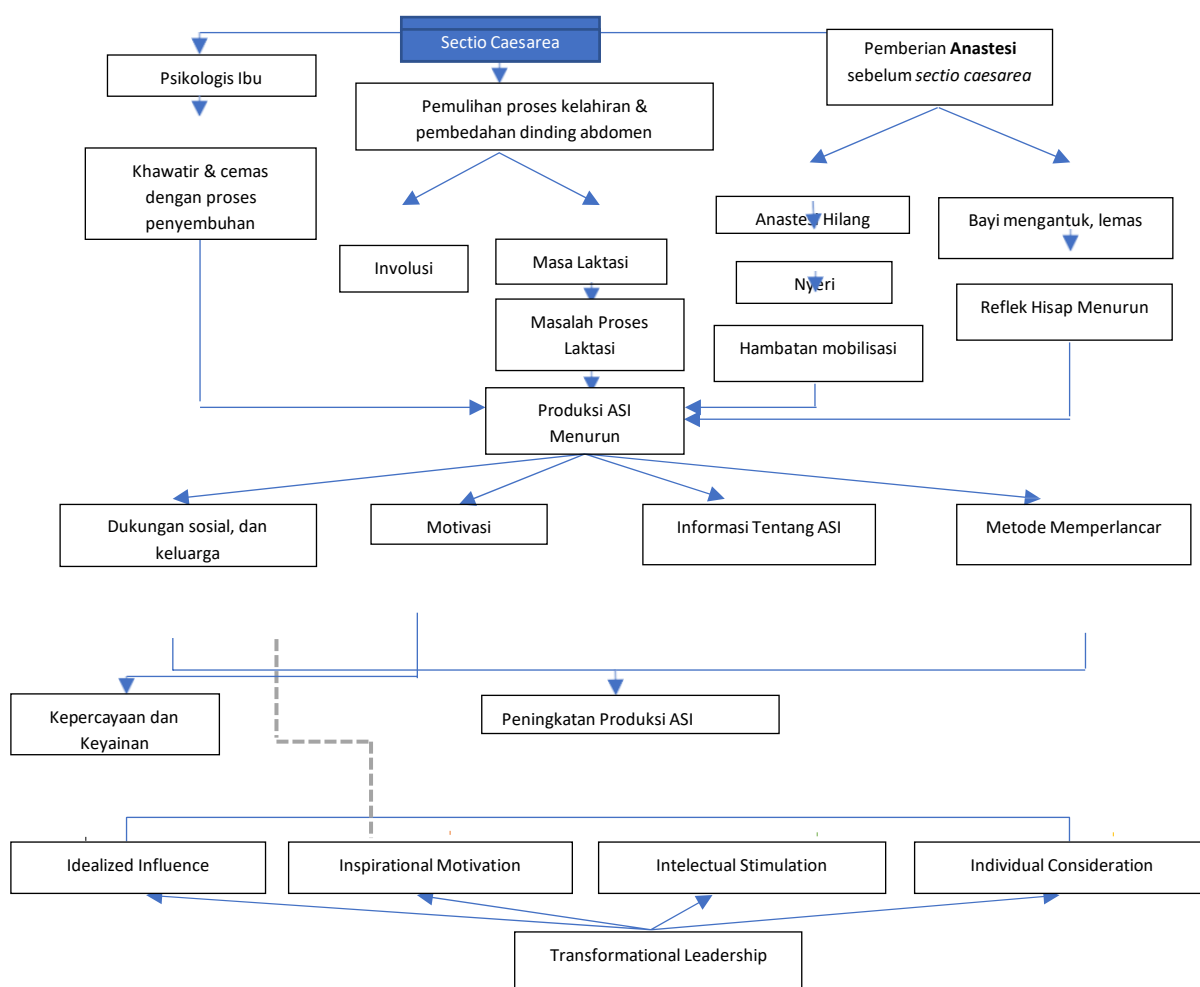 Sectio Caesarea
Pemberian Anastesi
sebelum sectio caesarea
Psikologis Ibu
Pemulihan proses kelahiran &
pembedahan dinding abdomen
Khawatir & cemas
dengan proses
penyembuhan
Anastesi Hilang
Bayi mengantuk, lemas
Involusi
Masa Laktasi
Nyeri
Reflek Hisap Menurun
Masalah Proses
Laktasi
Hambatan mobilisasi
Produksi ASI
Menurun
Dukungan sosial, dan
keluarga
Motivasi
Informasi Tentang ASI
Metode Memperlancar
Kepercayaan dan
Keyainan
Peningkatan Produksi ASI
Idealized Influence
Inspirational Motivation
Intelectual Stimulation
Individual Consideration
Transformational Leadership